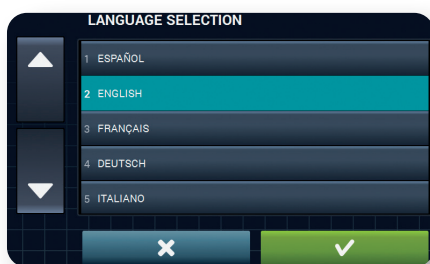 LANGUAGE SELECTION
1 ESPAÑOL
2 ENGLISH
3 FRANÇAIS
4 DEUTSCH
5 ITALIANO